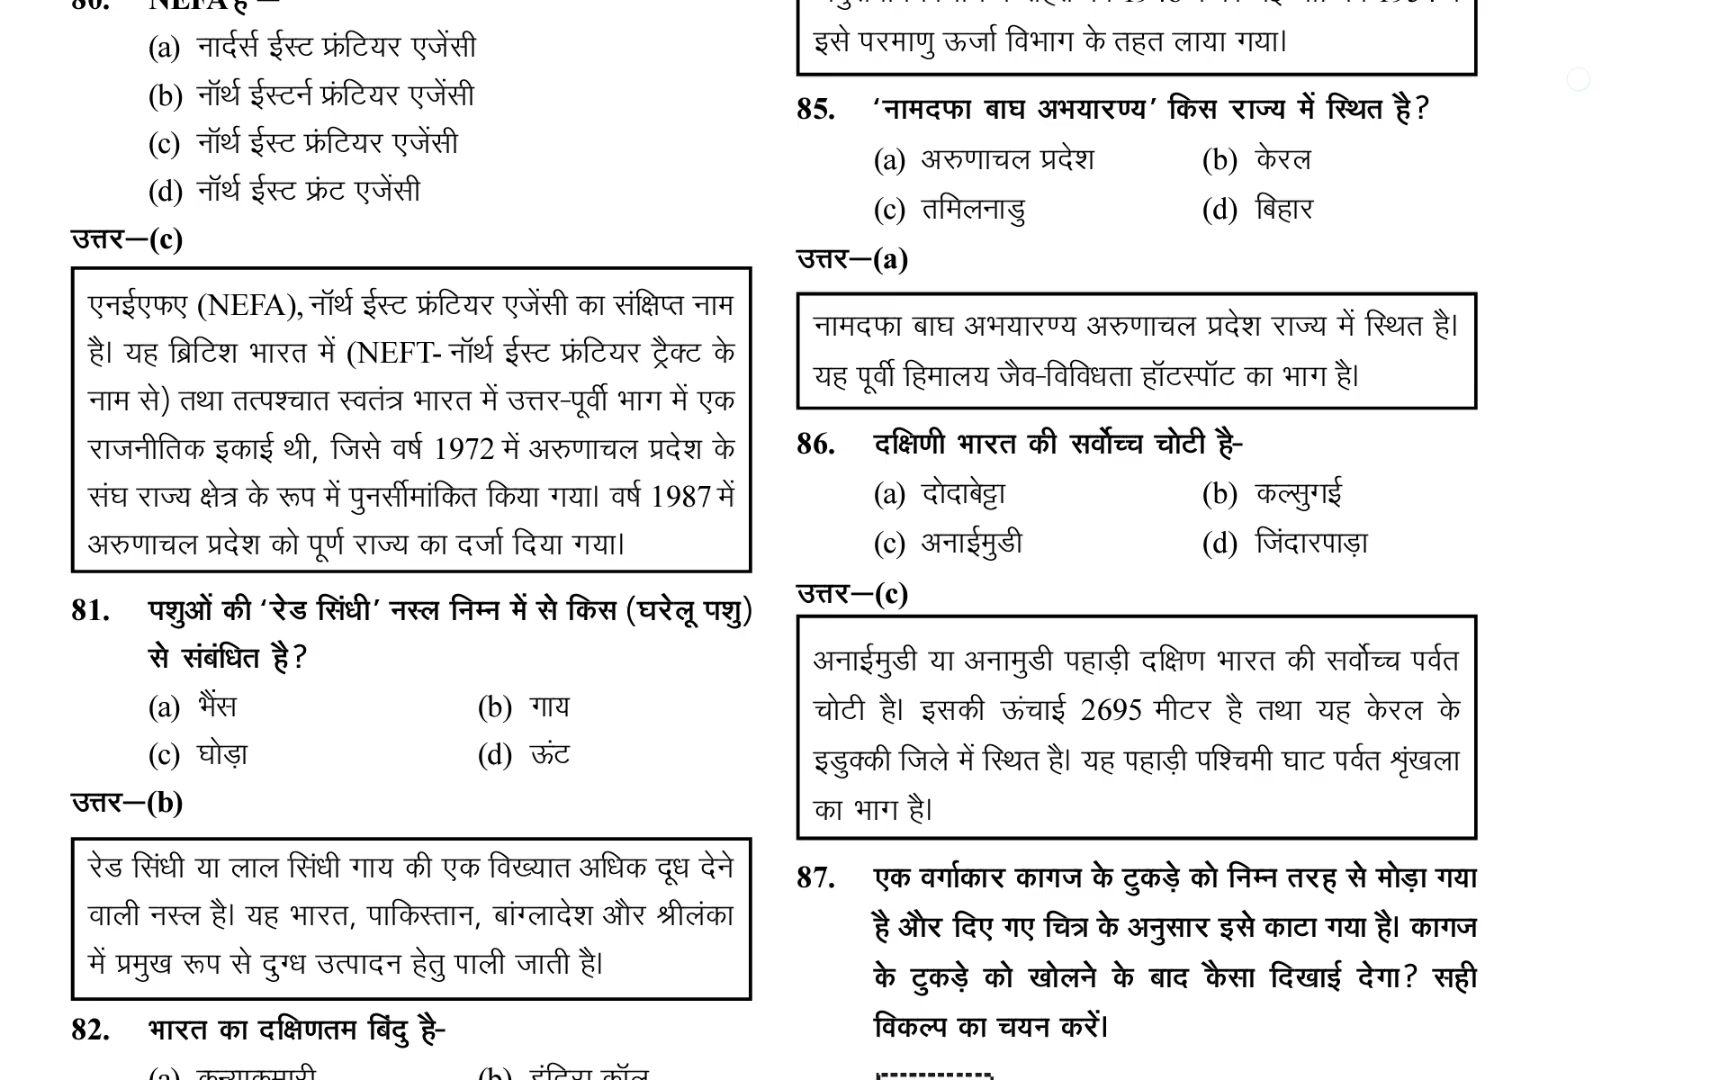 80. NEFA है –
(a) नार्दर्स ईस्ट फ्रंटियर एजेंसी
(b) नॉर्थ ईस्टर्न फ्रंटियर एजेंसी
(c) नॉर्थ ईस्ट फ्रंटियर एजेंसी
(d) नॉर्थ ईस्ट फ्रंट एजेंसी
उत्तर—(c)
एनईएफए (NEFA), नॉर्थ ईस्ट फ्रंटियर एजेंसी का संक्षिप्त नाम
है। यह ब्रिटिश भारत में (NEFT- नॉर्थ ईस्ट फ्रंटियर ट्रैक्ट के
नाम से) तथा तत्पश्चात स्वतंत्र भारत में उत्तर-पूर्वी भाग में एक
राजनीतिक इकाई थी, जिसे वर्ष 1972 में अरुणाचल प्रदेश के
संघ राज्य क्षेत्र के रूप में पुनर्सीमांकित किया गया। वर्ष 1987 में
अरुणाचल प्रदेश को पूर्ण राज्य का दर्जा दिया गया।
81. पशुओं की ‘रेड सिंधी’ नस्ल निम्न में से किस (घरेलू पशु)
से संबंधित है?
(a) भैंस (b) गाय
(c) घोड़ा (d) ऊंट
उत्तर—(b)
रेड सिंधी या लाल सिंधी गाय की एक विख्यात अधिक दूध देने
वाली नस्ल है। यह भारत, पाकिस्तान, बांग्लादेश और श्रीलंका
में प्रमुख रूप से दुग्ध उत्पादन हेतु पाली जाती है।
82. भारत का दक्षिणतम बिंदु है-
(a) कन्याकुमारी (b) इंदिरा कॉल
इसे परमाणु ऊर्जा विभाग के तहत लाया गया।
85. ‘नामदफा बाघ अभयारण्य’ किस राज्य में स्थित है?
(a) अरुणाचल प्रदेश (b) केरल
(c) तमिलनाडु (d) बिहार
उत्तर—(a)
नामदफा बाघ अभयारण्य अरुणाचल प्रदेश राज्य में स्थित है।
यह पूर्वी हिमालय जैव-विविधता हॉटस्पॉट का भाग है।
86. दक्षिणी भारत की सर्वोच्च चोटी है-
(a) दोदाबेट्टा (b) कल्सुगई
(c) अनाईमुडी (d) जिंदारपाड़ा
उत्तर—(c)
अनाईमुडी या अनामुडी पहाड़ी दक्षिण भारत की सर्वोच्च पर्वत
चोटी है। इसकी ऊंचाई 2695 मीटर है तथा यह केरल के
इडुक्की जिले में स्थित है। यह पहाड़ी पश्चिमी घाट पर्वत श्रृंखला
का भाग है।
87. एक वर्गाकार कागज के टुकड़े को निम्न तरह से मोड़ा गया
है और दिए गए चित्र के अनुसार इसे काटा गया है। कागज
के टुकड़े को खोलने के बाद कैसा दिखाई देगा? सही
विकल्प का चयन करें।